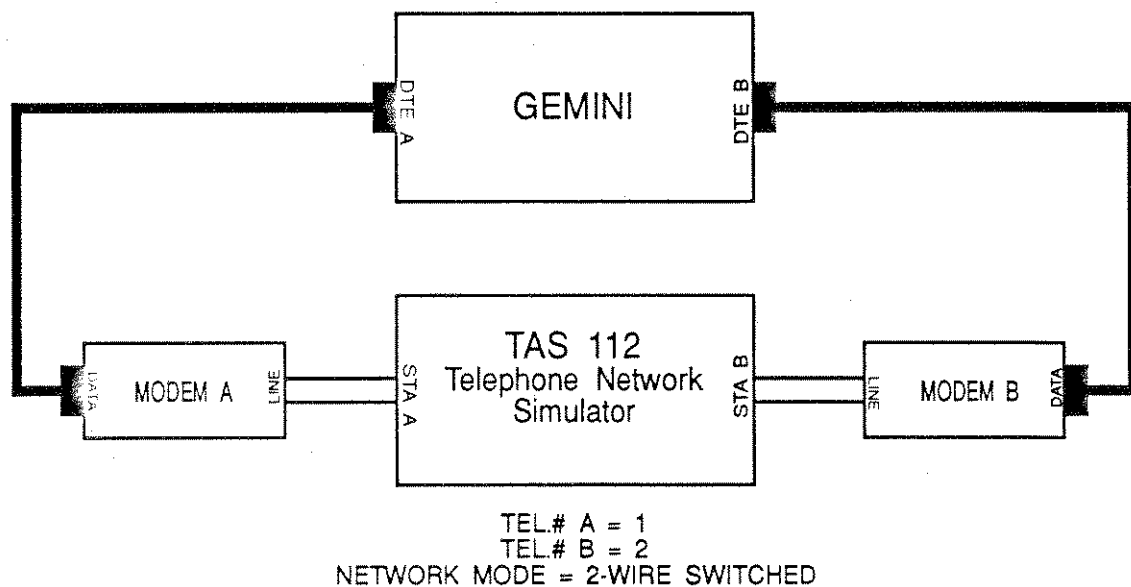 GEMINI
DTE A
DTE B
TAS 112
Telephone Network
Simulator
STA A
STA B
MODEM A
DATA
LINE
MODEM B
LINE
DATA
TEL.# A = 1
TEL.# B = 2
NETWORK MODE = 2-WIRE SWITCHED